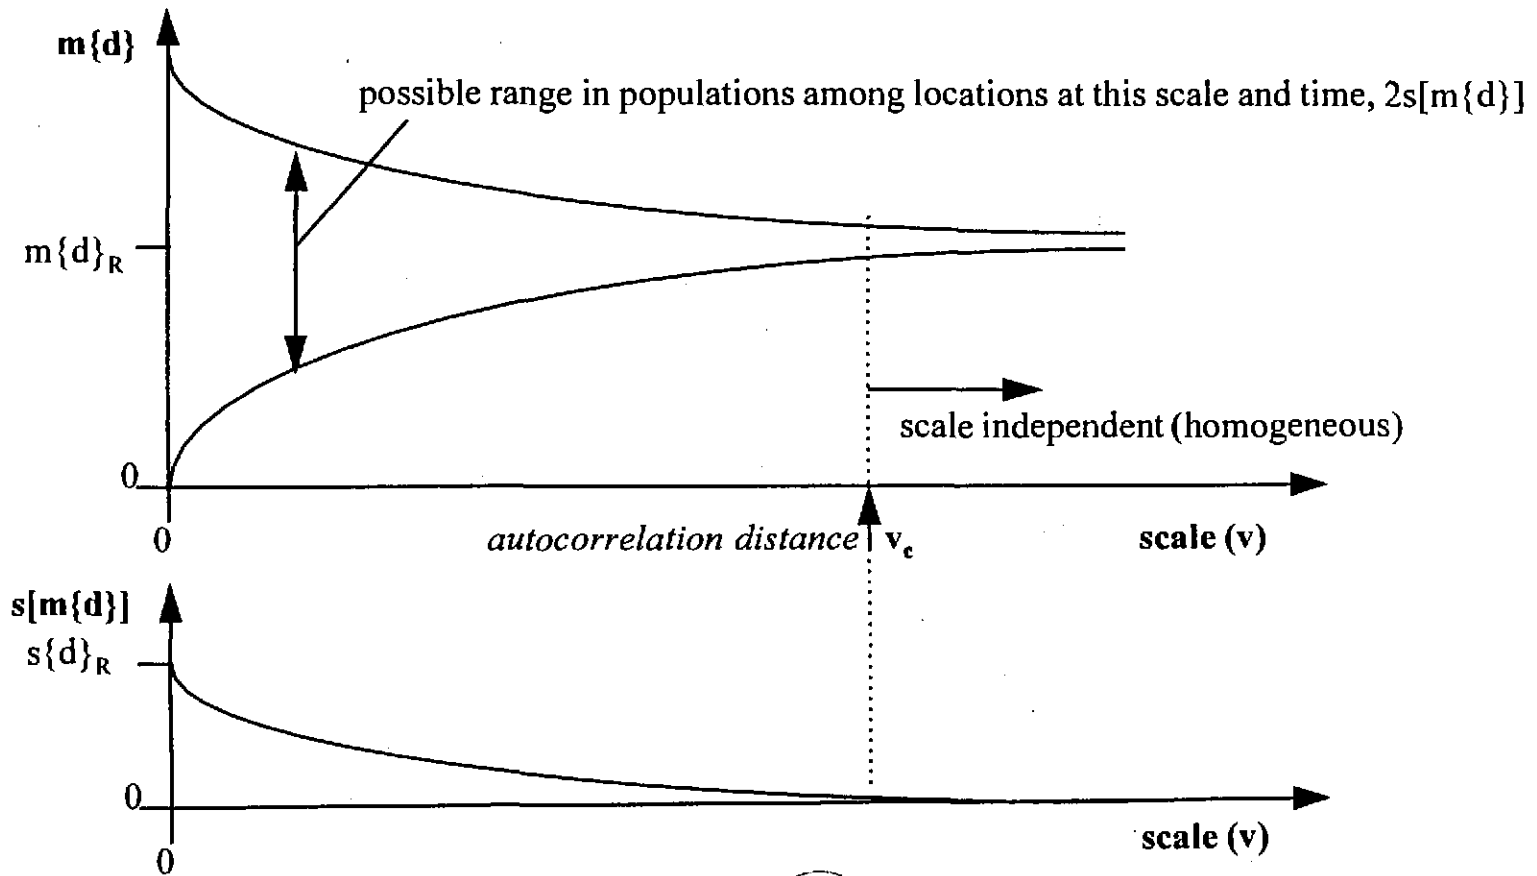 m{d}
possible range in populations among locations at this scale and time, 2s[m{d}]
m{d}R
scale independent (homogeneous)
0
0
autocorrelation distance vc
scale (v)
s[m{d}]
s{d}R
0
scale (v)
0